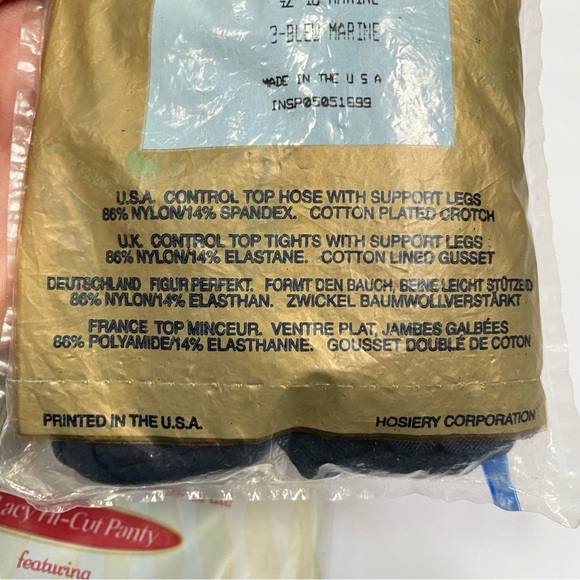 MARINE
3-BLEU MARINE
MADE IN THE U S A
INSP05051699
U.S.A. CONTROL TOP HOSE WITH SUPPORT LEGS
86% NYLON/14% SPANDEX. COTTON PLATED CROTCH
U.K. CONTROL TOP TIGHTS WITH SUPPORT LEGS
86% NYLON/14% ELASTANE. COTTON LINED GUSSET
DEUTSCHLAND FIGUR PERFEKT. FORMT DEN BAUCH, BEINE LEICHT STÜTZEND
86% NYLON/14% ELASTHAN. ZWICKEL BAUMWOLLVERSTÄRKT
FRANCE TOP MINCEUR. VENTRE PLAT, JAMBES GALBÉES
86% POLYAMIDE/14% ELASTHANNE. GOUSSET DOUBLÉ DE COTON
PRINTED IN THE U.S.A. HOSIERY CORPORATION
Lacy Hi-Cut Panty
featuring